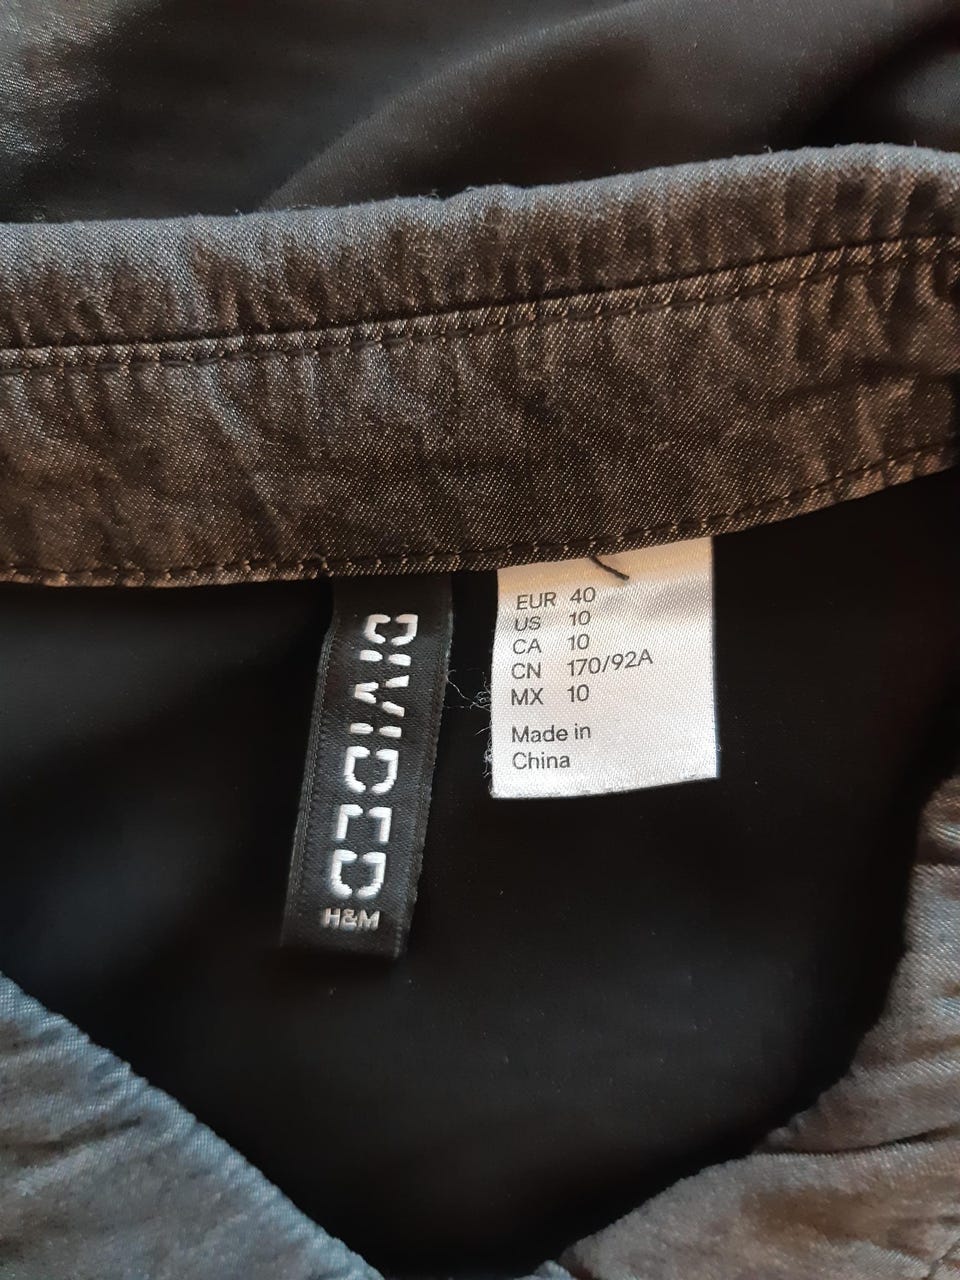 DIVIDED
H&M
EUR 40
US 10
CA 10
CN 170/92A
MX 10
Made in
China